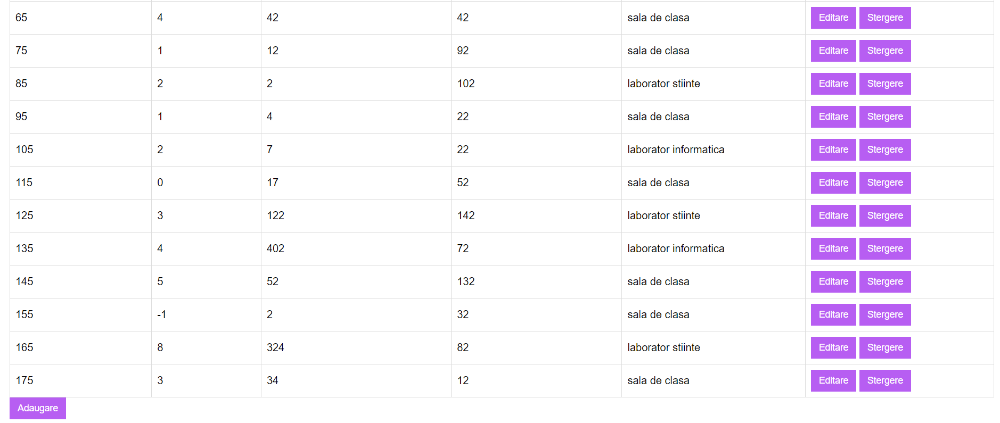 65 4 42 42 sala de clasa Editare Stergere
75 1 12 92 sala de clasa Editare Stergere
85 2 2 102 laborator stiinte Editare Stergere
95 1 4 22 sala de clasa Editare Stergere
105 2 7 22 laborator informatica Editare Stergere
115 0 17 52 sala de clasa Editare Stergere
125 3 122 142 laborator stiinte Editare Stergere
135 4 402 72 laborator informatica Editare Stergere
145 5 52 132 sala de clasa Editare Stergere
155 -1 2 32 sala de clasa Editare Stergere
165 8 324 82 laborator stiinte Editare Stergere
175 3 34 12 sala de clasa Editare Stergere
Adaugare